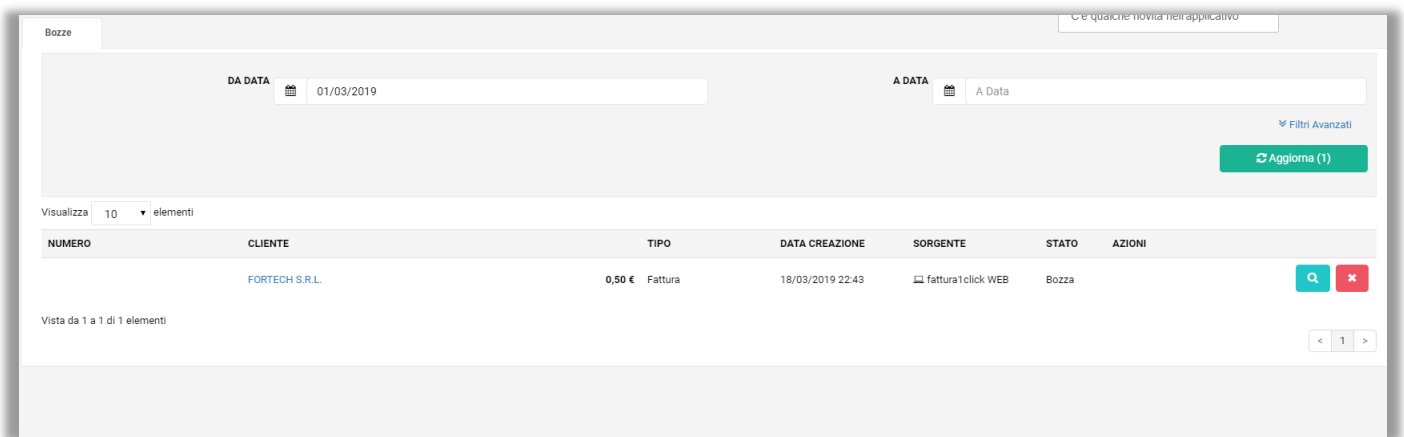 C'è qualche novità nell'applicativo
Bozze
DA DATA 01/03/2019 A DATA A Data
Filtri Avanzati
Aggiorna (1)
Visualizza 10 elementi
NUMERO CLIENTE TIPO DATA CREAZIONE SORGENTE STATO AZIONI
FORTECH S.R.L. 0,50 € Fattura 18/03/2019 22:43 fattura1click WEB Bozza
Vista da 1 a 1 di 1 elementi
< 1 >